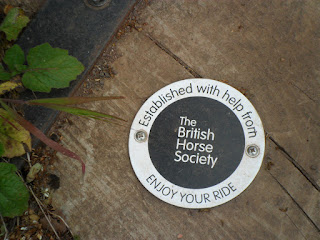 Established with help from
The
British
Horse
Society
ENJOY YOUR RIDE